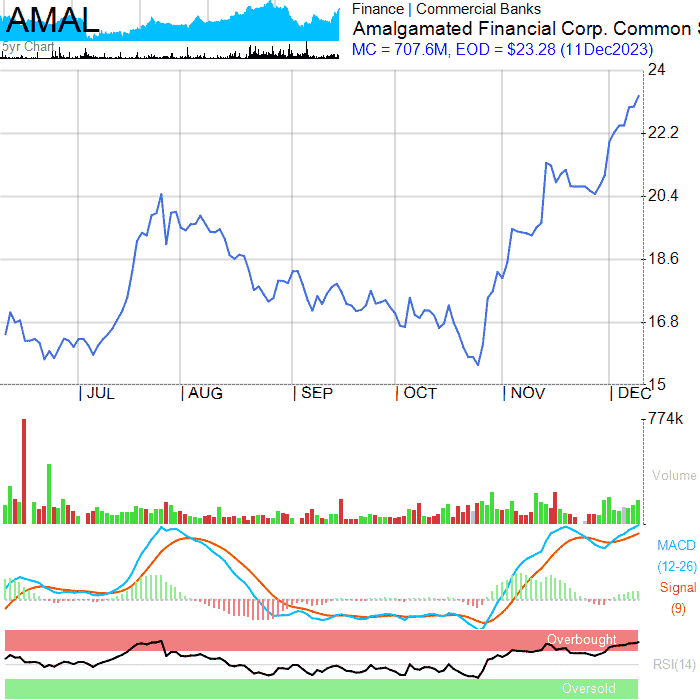 AMAL
5yr Chart
Finance | Commercial Banks
Amalgamated Financial Corp. Common S
MC = 707.6M, EOD = $23.28 (11Dec2023)
24
22.2
20.4
18.6
16.8
15
JUL AUG SEP OCT NOV DEC
774k
Volume
MACD
(12-26)
Signal
(9)
Overbought
RSI(14)
Oversold